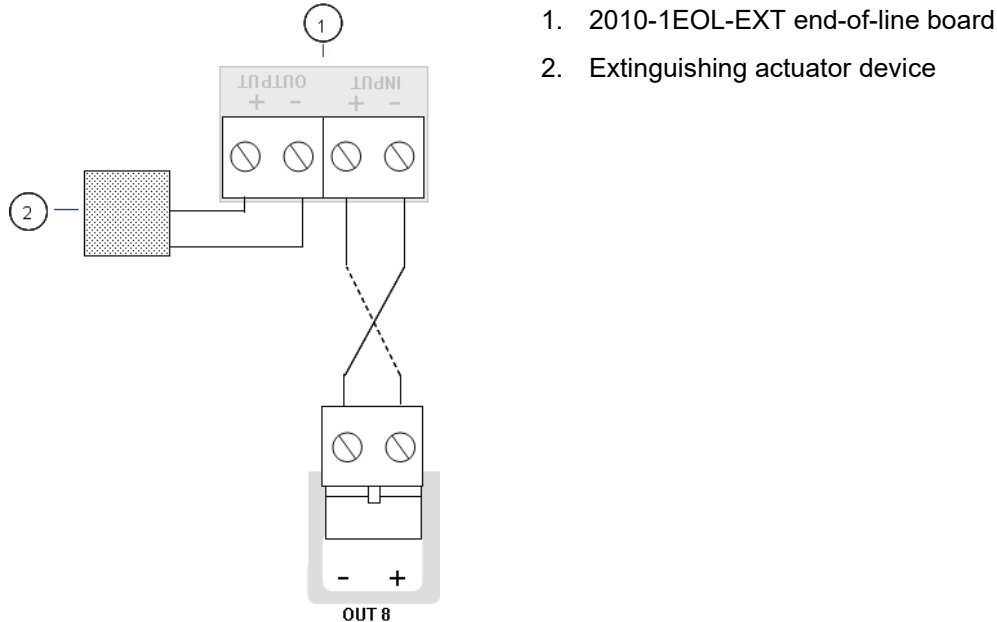 1
1. 2010-1EOL-EXT end-of-line board
2. Extinguishing actuator device
OUTPUT INPUT
+ - + -
2
- +
OUT 8